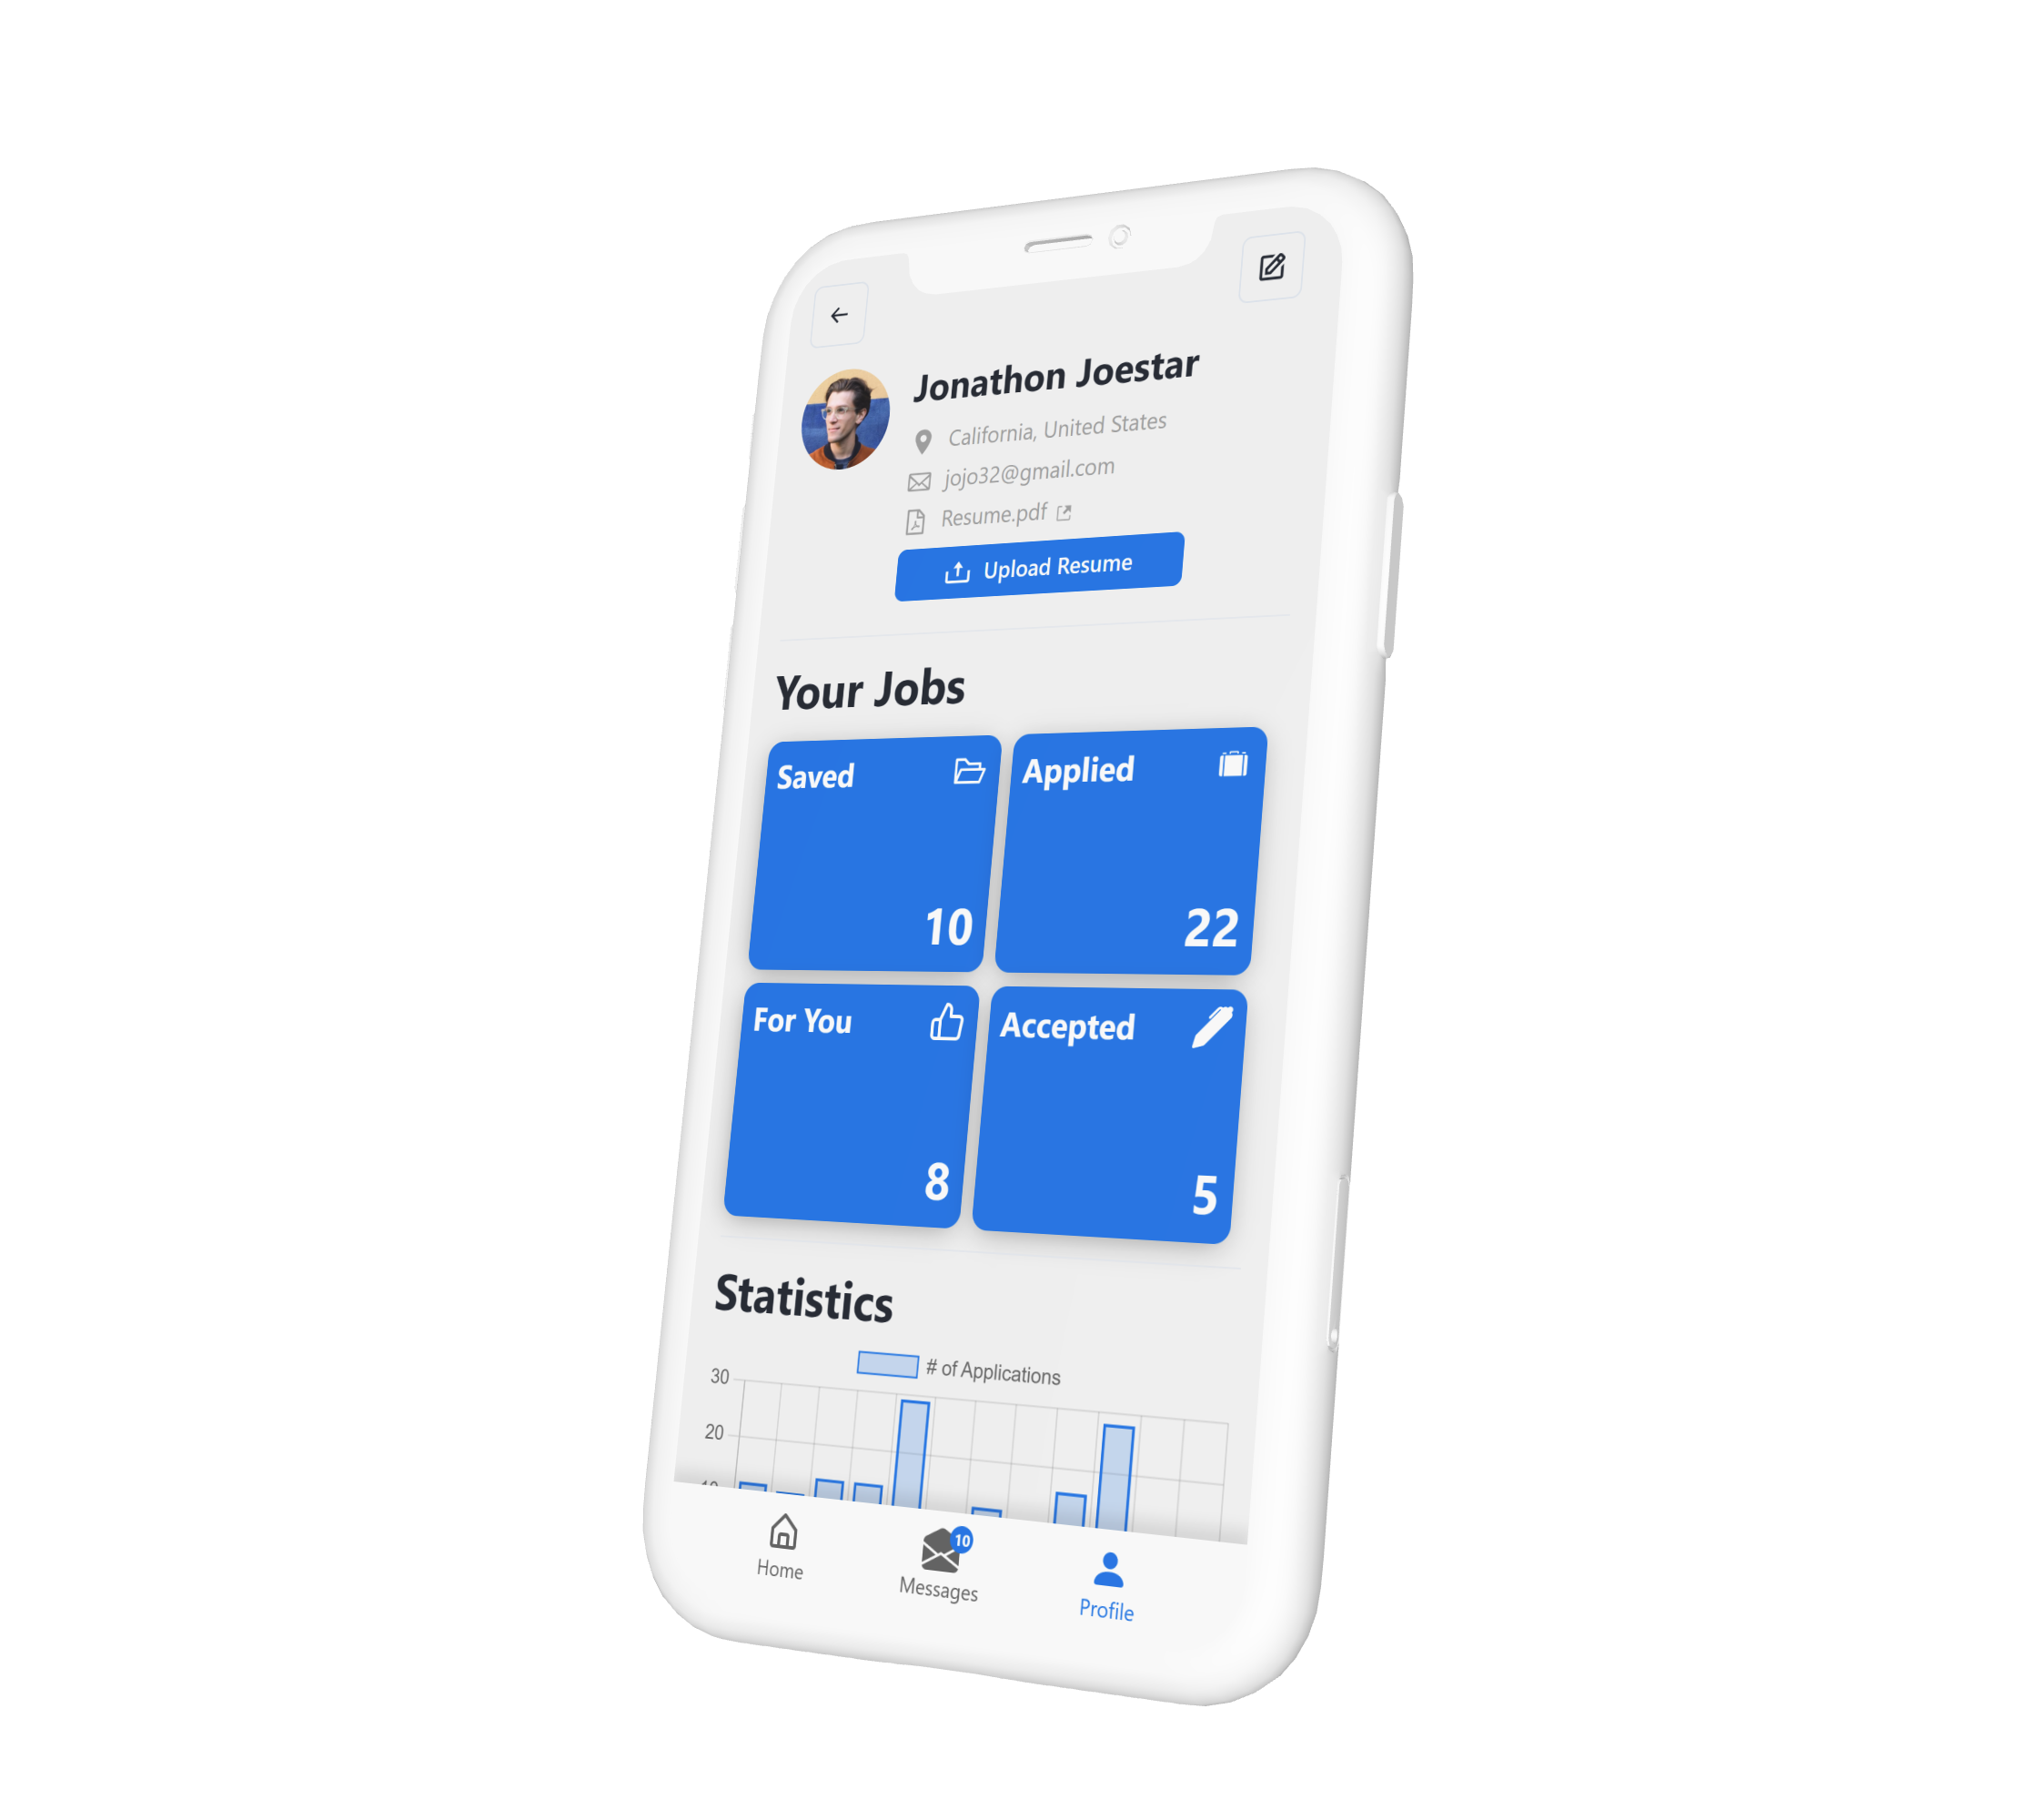 Jonathon Joestar
California, United States
jojo32@gmail.com
Resume.pdf
Upload Resume
Your Jobs
Saved
10
Applied
22
For You
8
Accepted
5
Statistics
# of Applications
30
20
10
Home
Messages
10
Profile